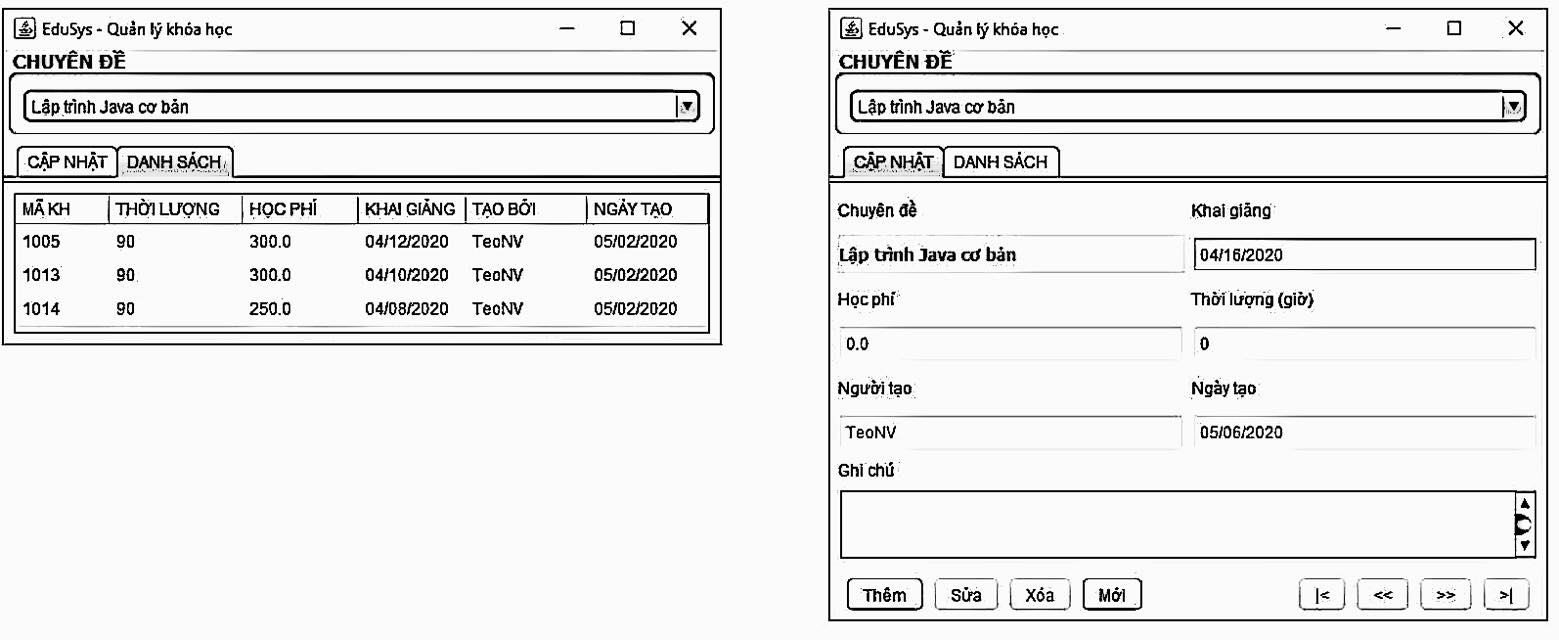 EduSys - Quản lý khóa học
CHUYÊN ĐỀ
Lập trình Java cơ bản
CẬP NHẬT DANH SÁCH
MÃ KH THỜI LƯỢNG HỌC PHÍ KHAI GIẢNG TẠO BỞI NGÀY TẠO
1005 90 300.0 04/12/2020 TeoNV 05/02/2020
1013 90 300.0 04/10/2020 TeoNV 05/02/2020
1014 90 250.0 04/08/2020 TeoNV 05/02/2020
EduSys - Quản lý khóa học
CHUYÊN ĐỀ
Lập trình Java cơ bản
CẬP NHẬT DANH SÁCH
Chuyên đề Khai giảng
Lập trình Java cơ bản 04/16/2020
Học phí Thời lượng (giờ)
0.0 0
Người tạo Ngày tạo
TeoNV 05/06/2020
Ghi chú
Thêm Sửa Xóa Mới |< << >> >|